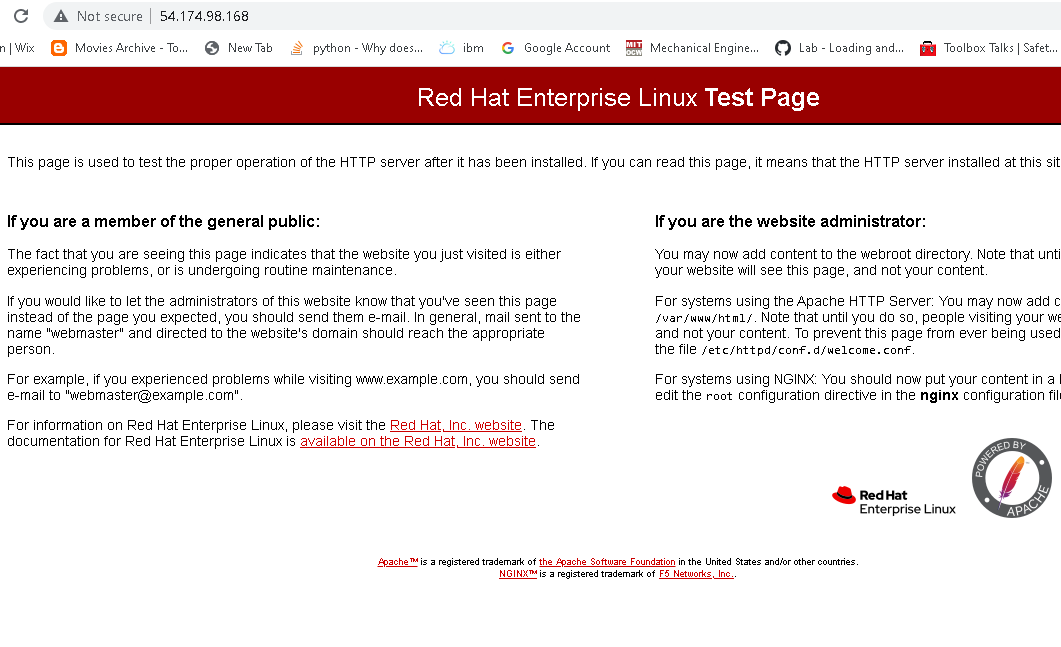 Not secure 54.174.98.168
n | Wix Movies Archive - To... New Tab python - Why does... ibm Google Account MIT OCW Mechanical Engine... Lab - Loading and... Toolbox Talks | Safet...
Red Hat Enterprise Linux Test Page
This page is used to test the proper operation of the HTTP server after it has been installed. If you can read this page, it means that the HTTP server installed at this sit
If you are a member of the general public:
The fact that you are seeing this page indicates that the website you just visited is either
experiencing problems, or is undergoing routine maintenance.
If you would like to let the administrators of this website know that you've seen this page
instead of the page you expected, you should send them e-mail. In general, mail sent to the
name "webmaster" and directed to the website's domain should reach the appropriate
person.
For example, if you experienced problems while visiting www.example.com, you should send
e-mail to "webmaster@example.com".
For information on Red Hat Enterprise Linux, please visit the Red Hat, Inc. website. The
documentation for Red Hat Enterprise Linux is available on the Red Hat, Inc. website.
If you are the website administrator:
You may now add content to the webroot directory. Note that unti
your website will see this page, and not your content.
For systems using the Apache HTTP Server: You may now add c
/var/www/html/. Note that until you do so, people visiting your we
and not your content. To prevent this page from ever being used
the file /etc/httpd/conf.d/welcome.conf.
For systems using NGINX: You should now put your content in a
edit the root configuration directive in the nginx configuration fil
Red Hat
Enterprise Linux
POWERED BY
APACHE
Apache™ is a registered trademark of the Apache Software Foundation in the United States and/or other countries.
NGINX™ is a registered trademark of F5 Networks, Inc..